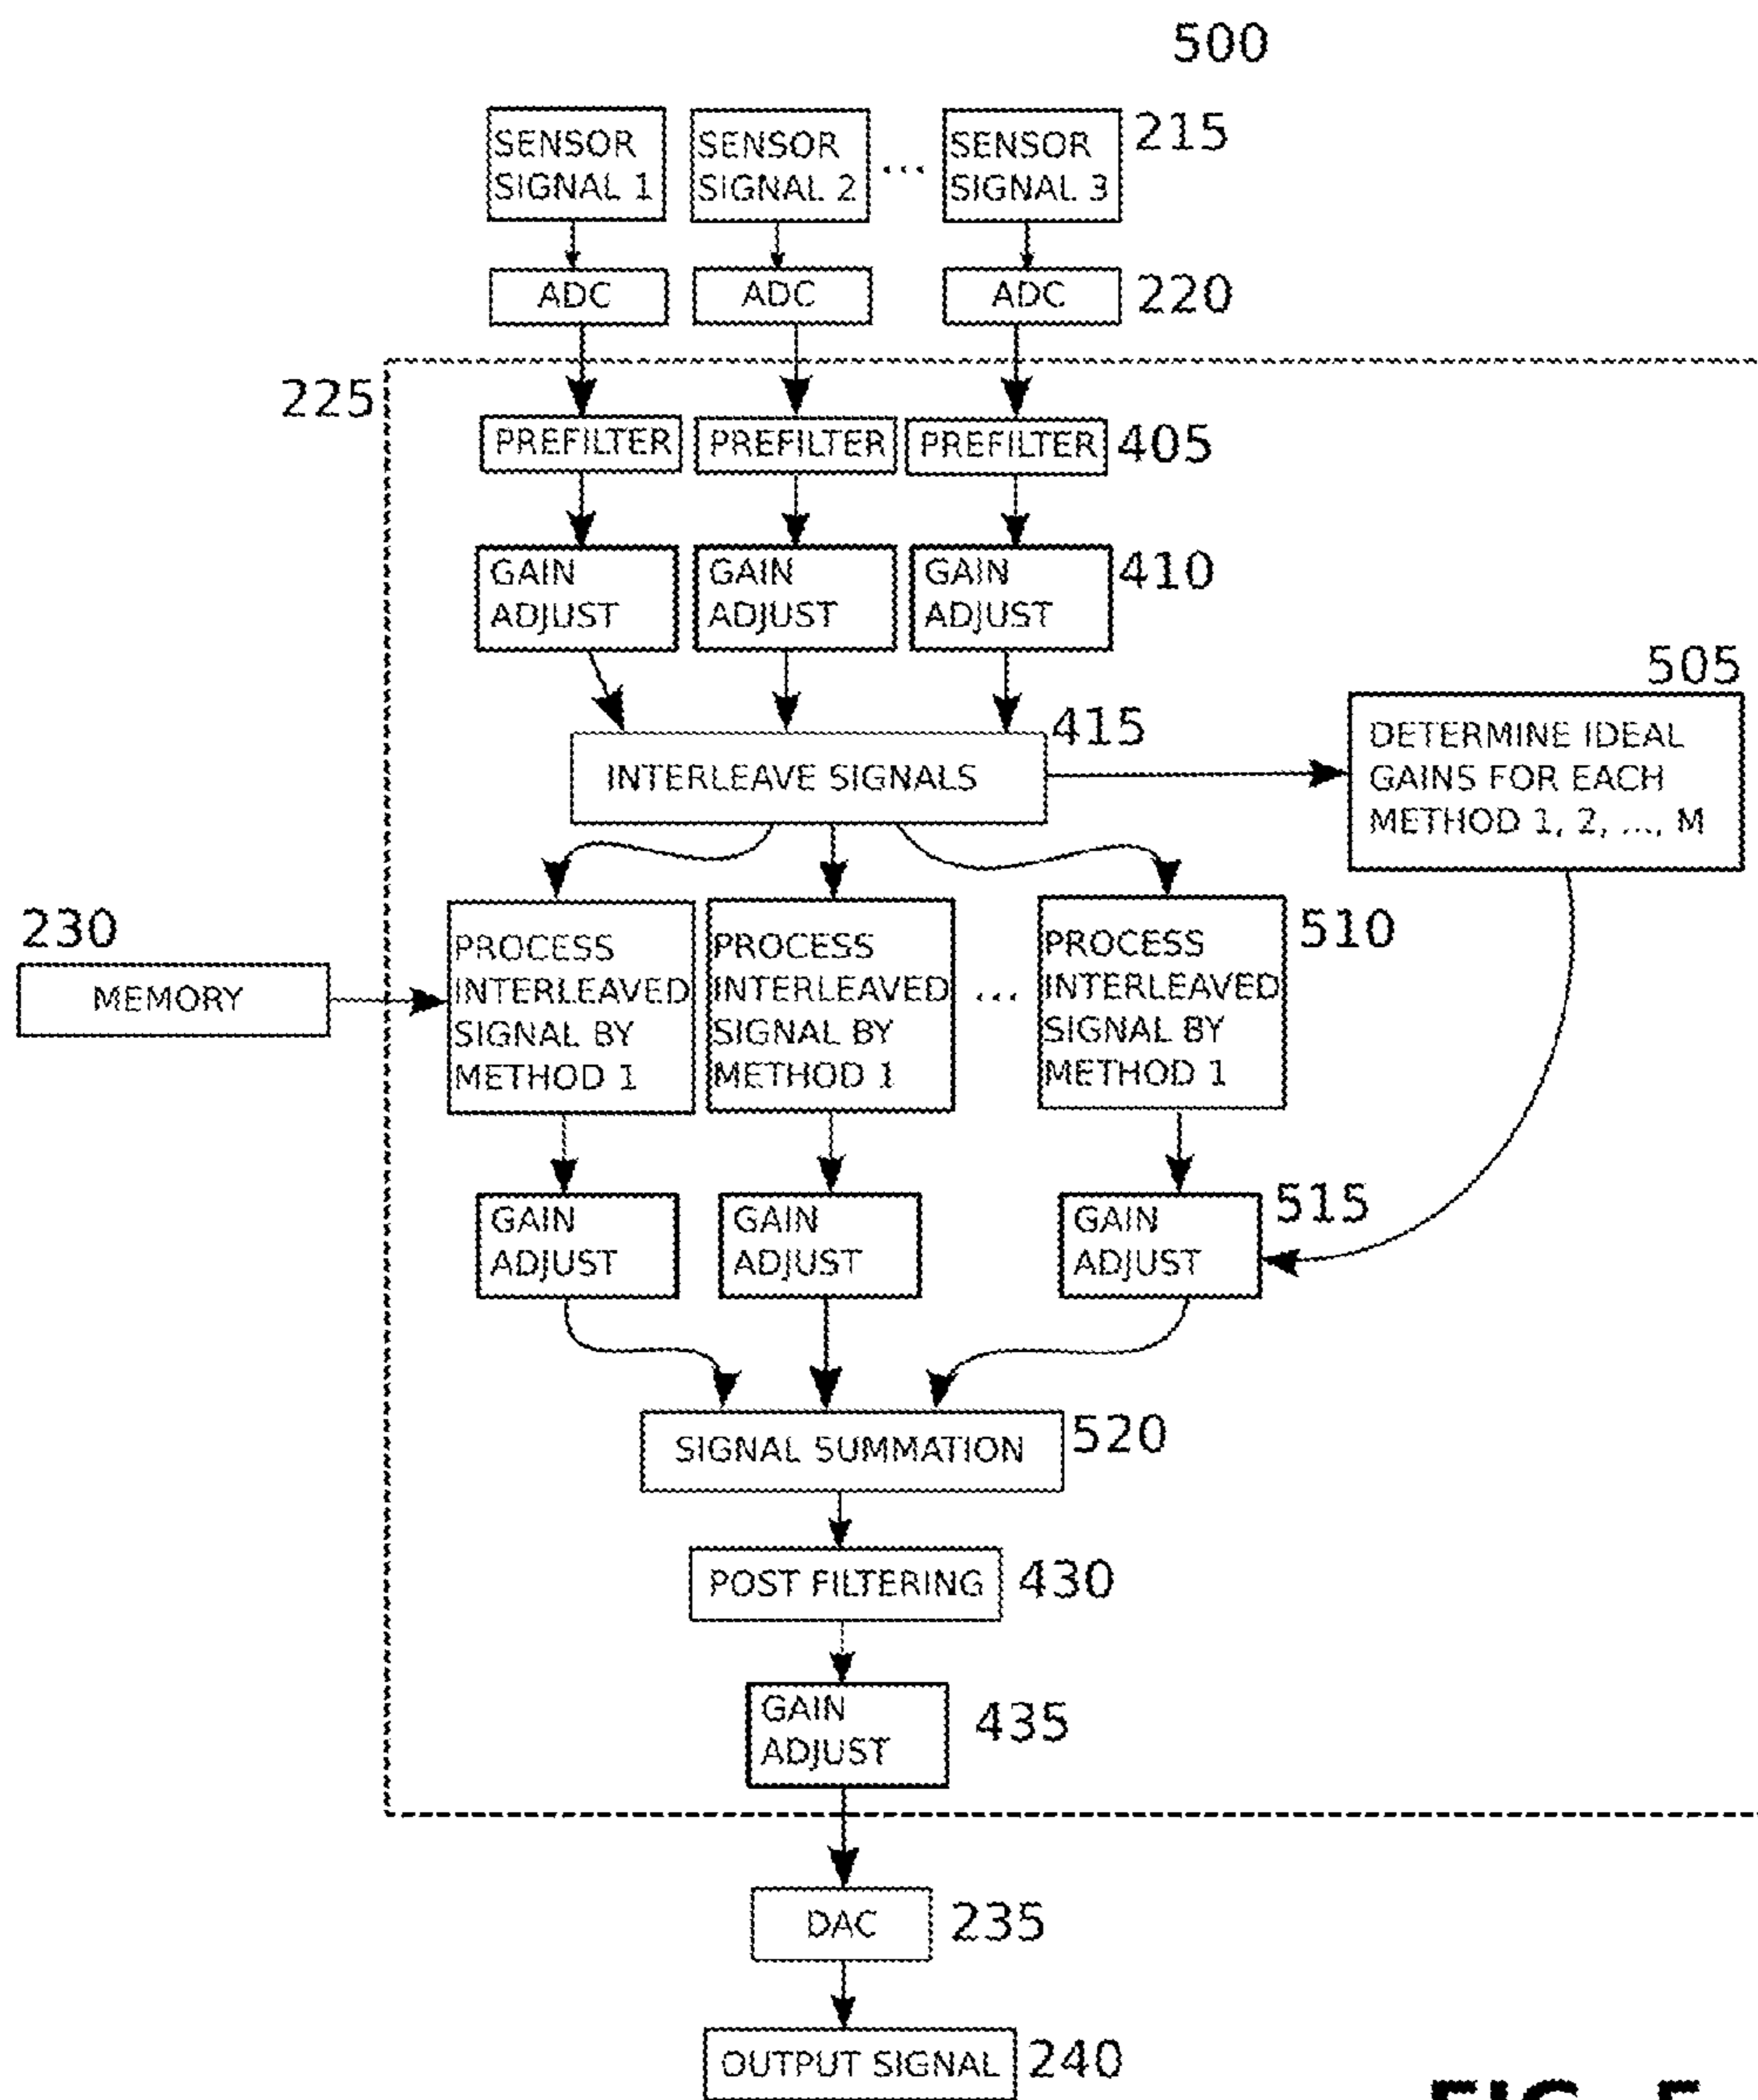 500
SENSOR
SIGNAL 1
SENSOR
SIGNAL 2
...
SENSOR
SIGNAL 3
215
ADC
ADC
ADC
220
225
PREFILTER
PREFILTER
PREFILTER
405
GAIN
ADJUST
GAIN
ADJUST
GAIN
ADJUST
410
505
415
INTERLEAVE SIGNALS
DETERMINE IDEAL
GAINS FOR EACH
METHOD 1, 2, ..., M
230
MEMORY
PROCESS
INTERLEAVED
SIGNAL BY
METHOD 1
PROCESS
INTERLEAVED
SIGNAL BY
METHOD 1
...
PROCESS
INTERLEAVED
SIGNAL BY
METHOD 1
510
GAIN
ADJUST
GAIN
ADJUST
GAIN
ADJUST
515
SIGNAL SUMMATION
520
POST FILTERING
430
GAIN
ADJUST
435
DAC
235
OUTPUT SIGNAL
240